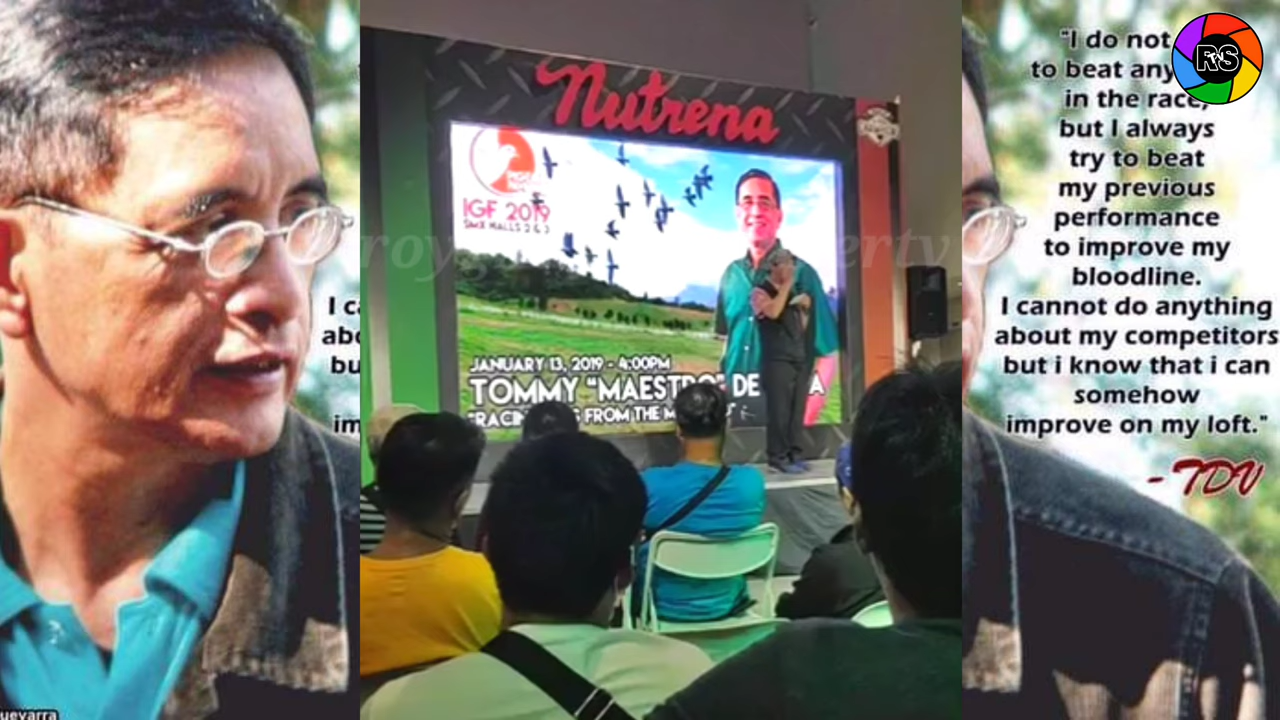 Nutrena
IGF 2019
SMX HALLS 2 & 3
JANUARY 13, 2019 - 4:00PM
TOMMY "MAESTRO" DE
FROM THE
"I do not
to beat any
in the race,
but I always
try to beat
my previous
performance
to improve my
bloodline.
I cannot do anything
about my competitors
but i know that i can
somehow
improve on my loft."
- TDV
RS